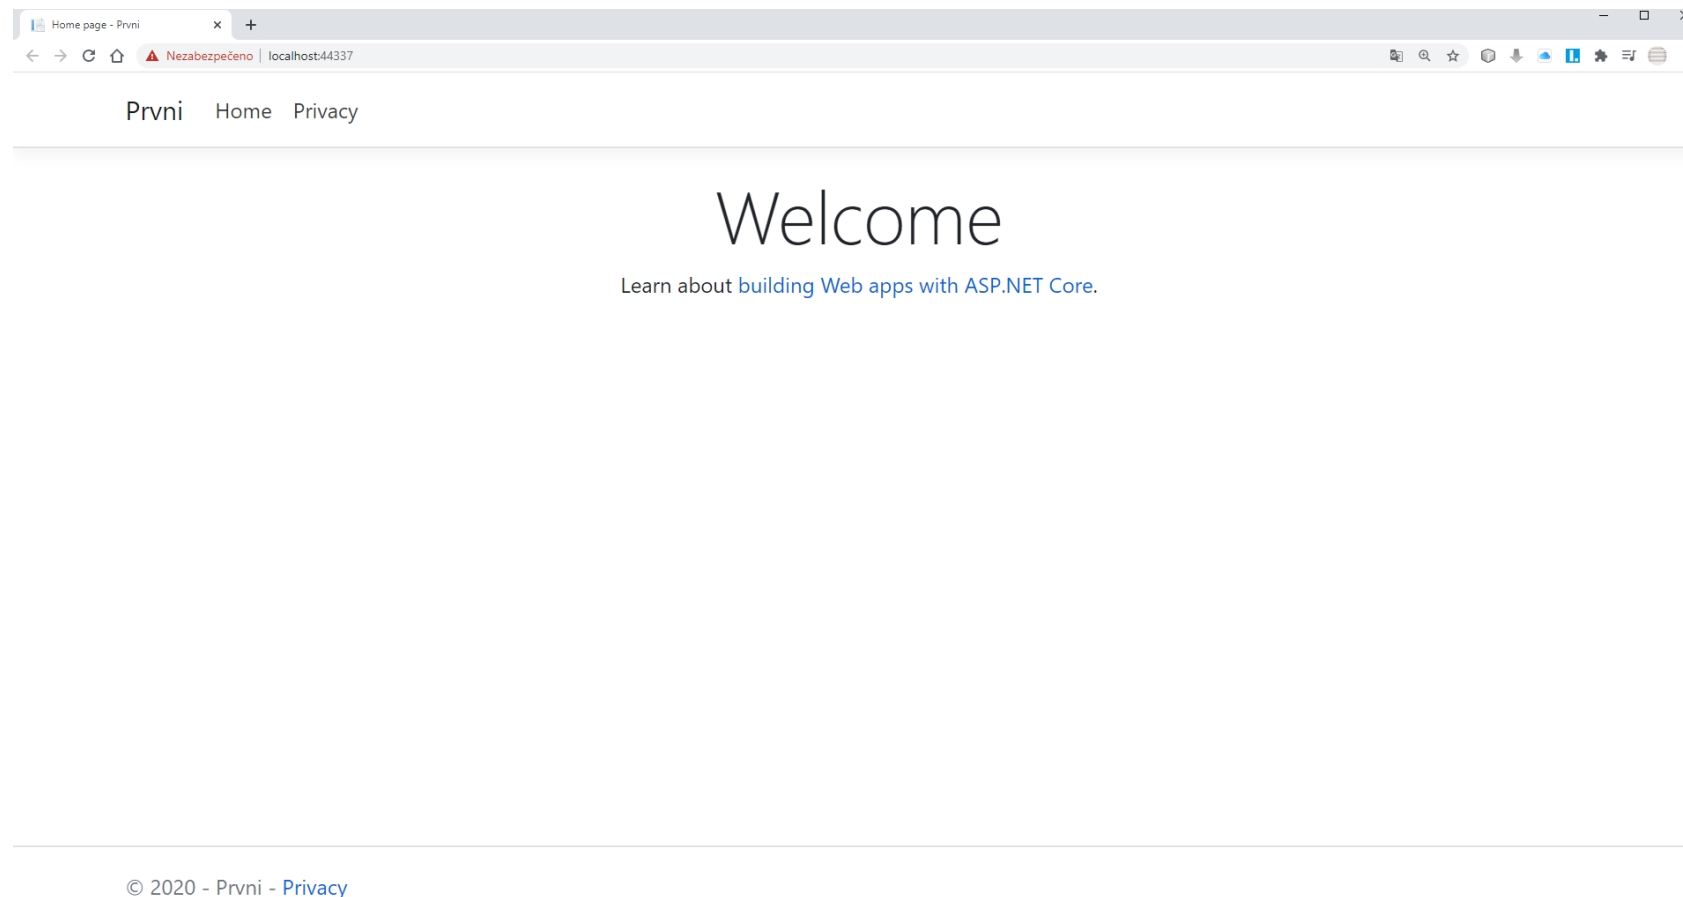 Home page - Prvni
Nezabezpečeno | localhost:44337
Prvni Home Privacy
Welcome
Learn about building Web apps with ASP.NET Core.
© 2020 - Prvni - Privacy